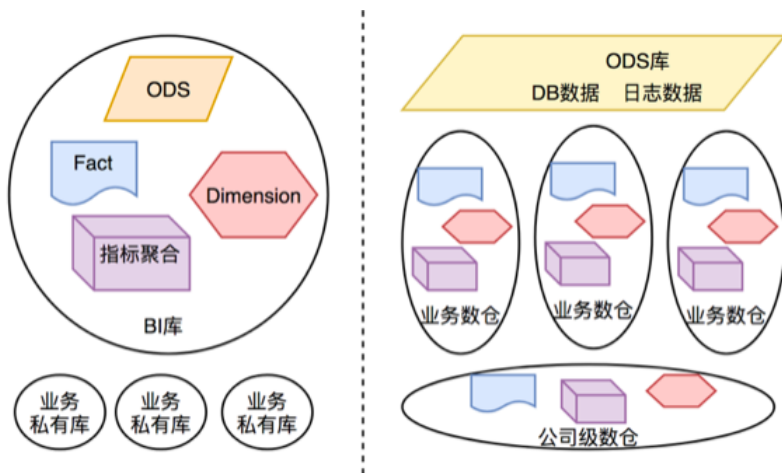 ODS
Fact
Dimension
指标聚合
BI库
业务
私有库
业务
私有库
业务
私有库
ODS库
DB数据 日志数据
业务数仓
业务数仓
业务数仓
公司级数仓